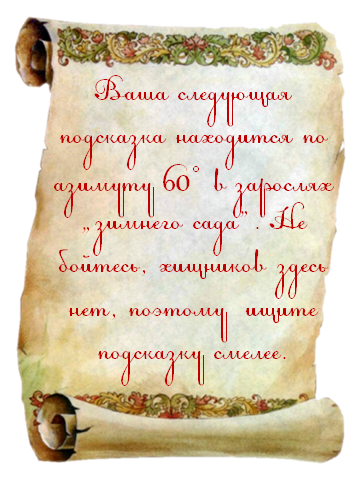 Ваша следующая
подсказка находится по
азимуту 60° в зарослях
„зимнего сада". Не
бойтесь, хищников здесь
нет, поэтому ищите
подсказку смелее.